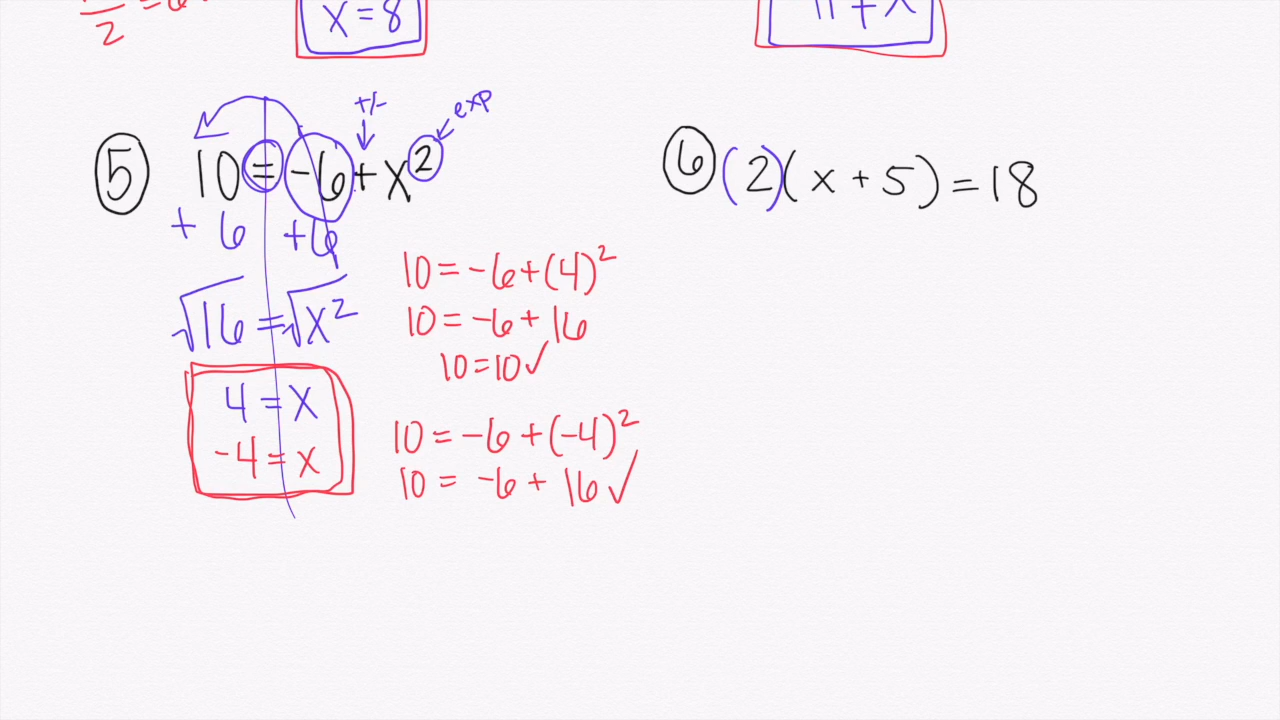 2
x = 8
+/-
exp
⑤ 10 = -6 + x²
+ 6 +6
√16 = √x²
4 = x
-4 = x
10 = -6 + (4)²
10 = -6 + 16
10 = 10 ✓
10 = -6 + (-4)²
10 = -6 + 16 ✓
⑥ (2)(x + 5) = 18